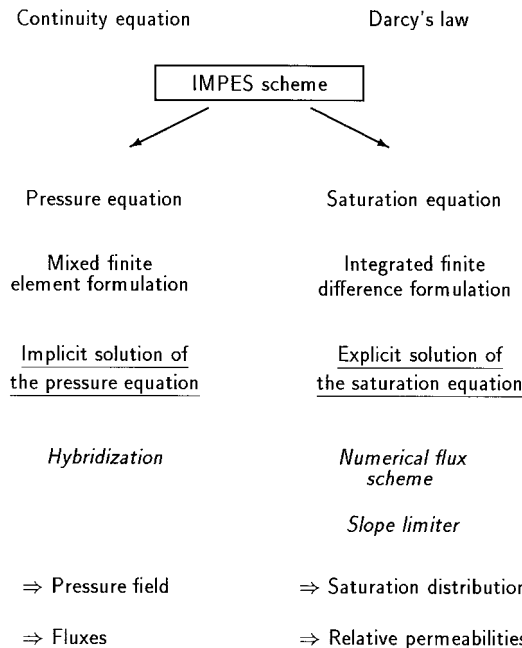 Continuity equation
Darcy's law
IMPES scheme
Pressure equation
Saturation equation
Mixed finite
element formulation
Integrated finite
difference formulation
Implicit solution of
the pressure equation
Explicit solution of
the saturation equation
Hybridization
Numerical flux
scheme
Slope limiter
⇒ Pressure field
⇒ Saturation distribution
⇒ Fluxes
⇒ Relative permeabilities